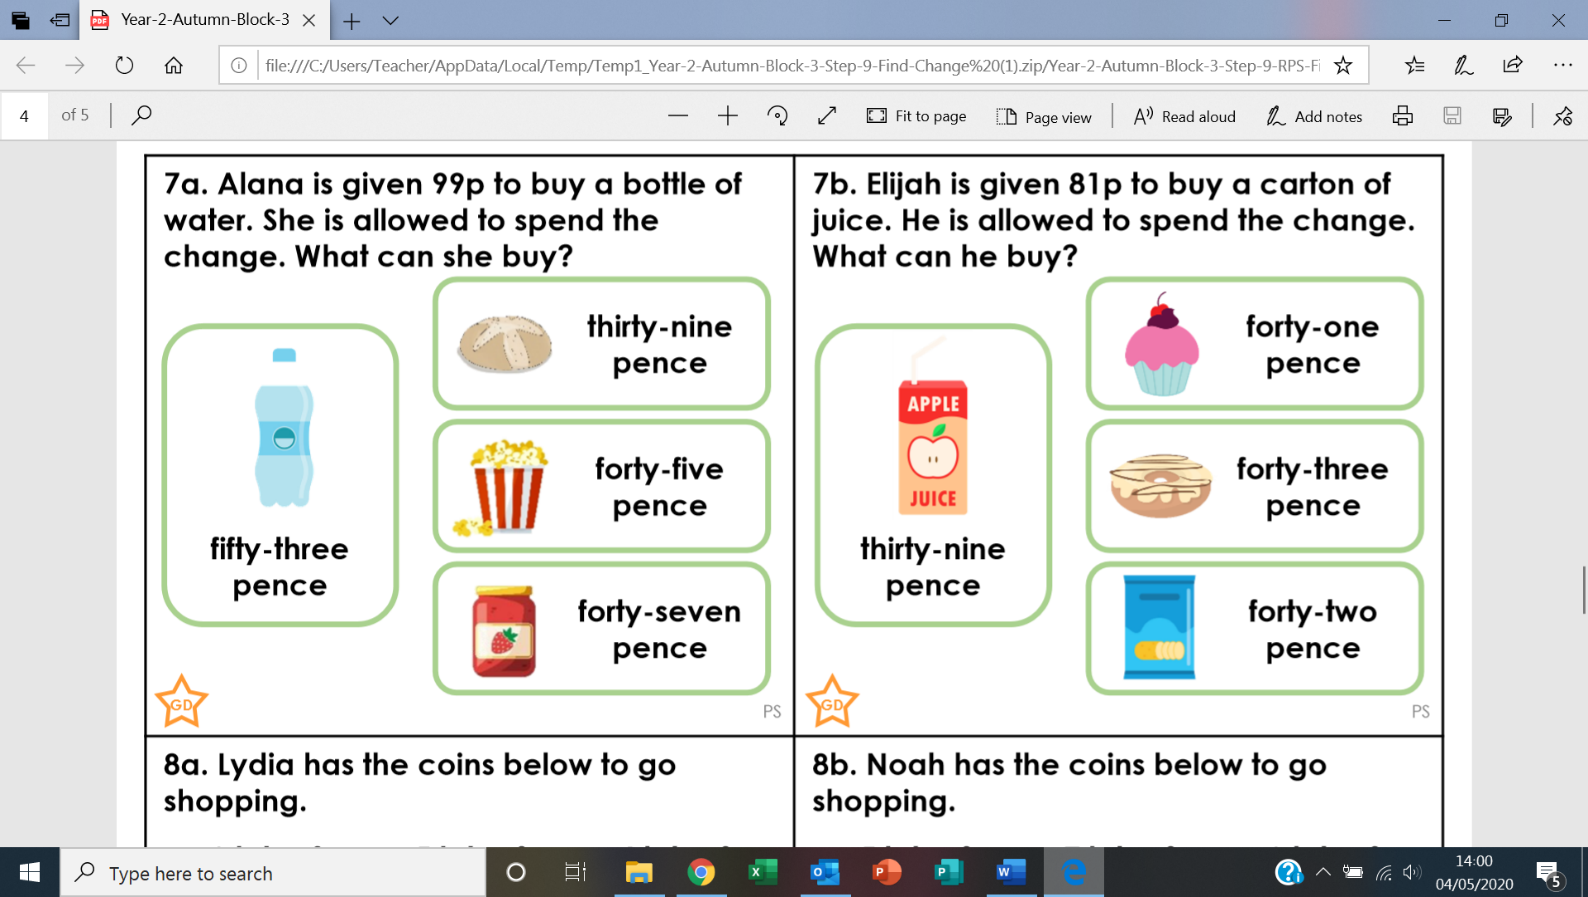 Year-2-Autumn-Block-3
file:///C:/Users/Teacher/AppData/Local/Temp/Temp1_Year-2-Autumn-Block-3-Step-9-Find-Change%20(1).zip/Year-2-Autumn-Block-3-Step-9-RPS-Fi
4 of 5
Fit to page
Page view
Read aloud
Add notes
7a. Alana is given 99p to buy a bottle of
water. She is allowed to spend the
change. What can she buy?
fifty-three
pence
thirty-nine
pence
forty-five
pence
forty-seven
pence
GD
PS
7b. Elijah is given 81p to buy a carton of
juice. He is allowed to spend the change.
What can he buy?
APPLE
JUICE
thirty-nine
pence
forty-one
pence
forty-three
pence
forty-two
pence
GD
PS
8a. Lydia has the coins below to go
shopping.
8b. Noah has the coins below to go
shopping.
Type here to search
14:00
04/05/2020
5